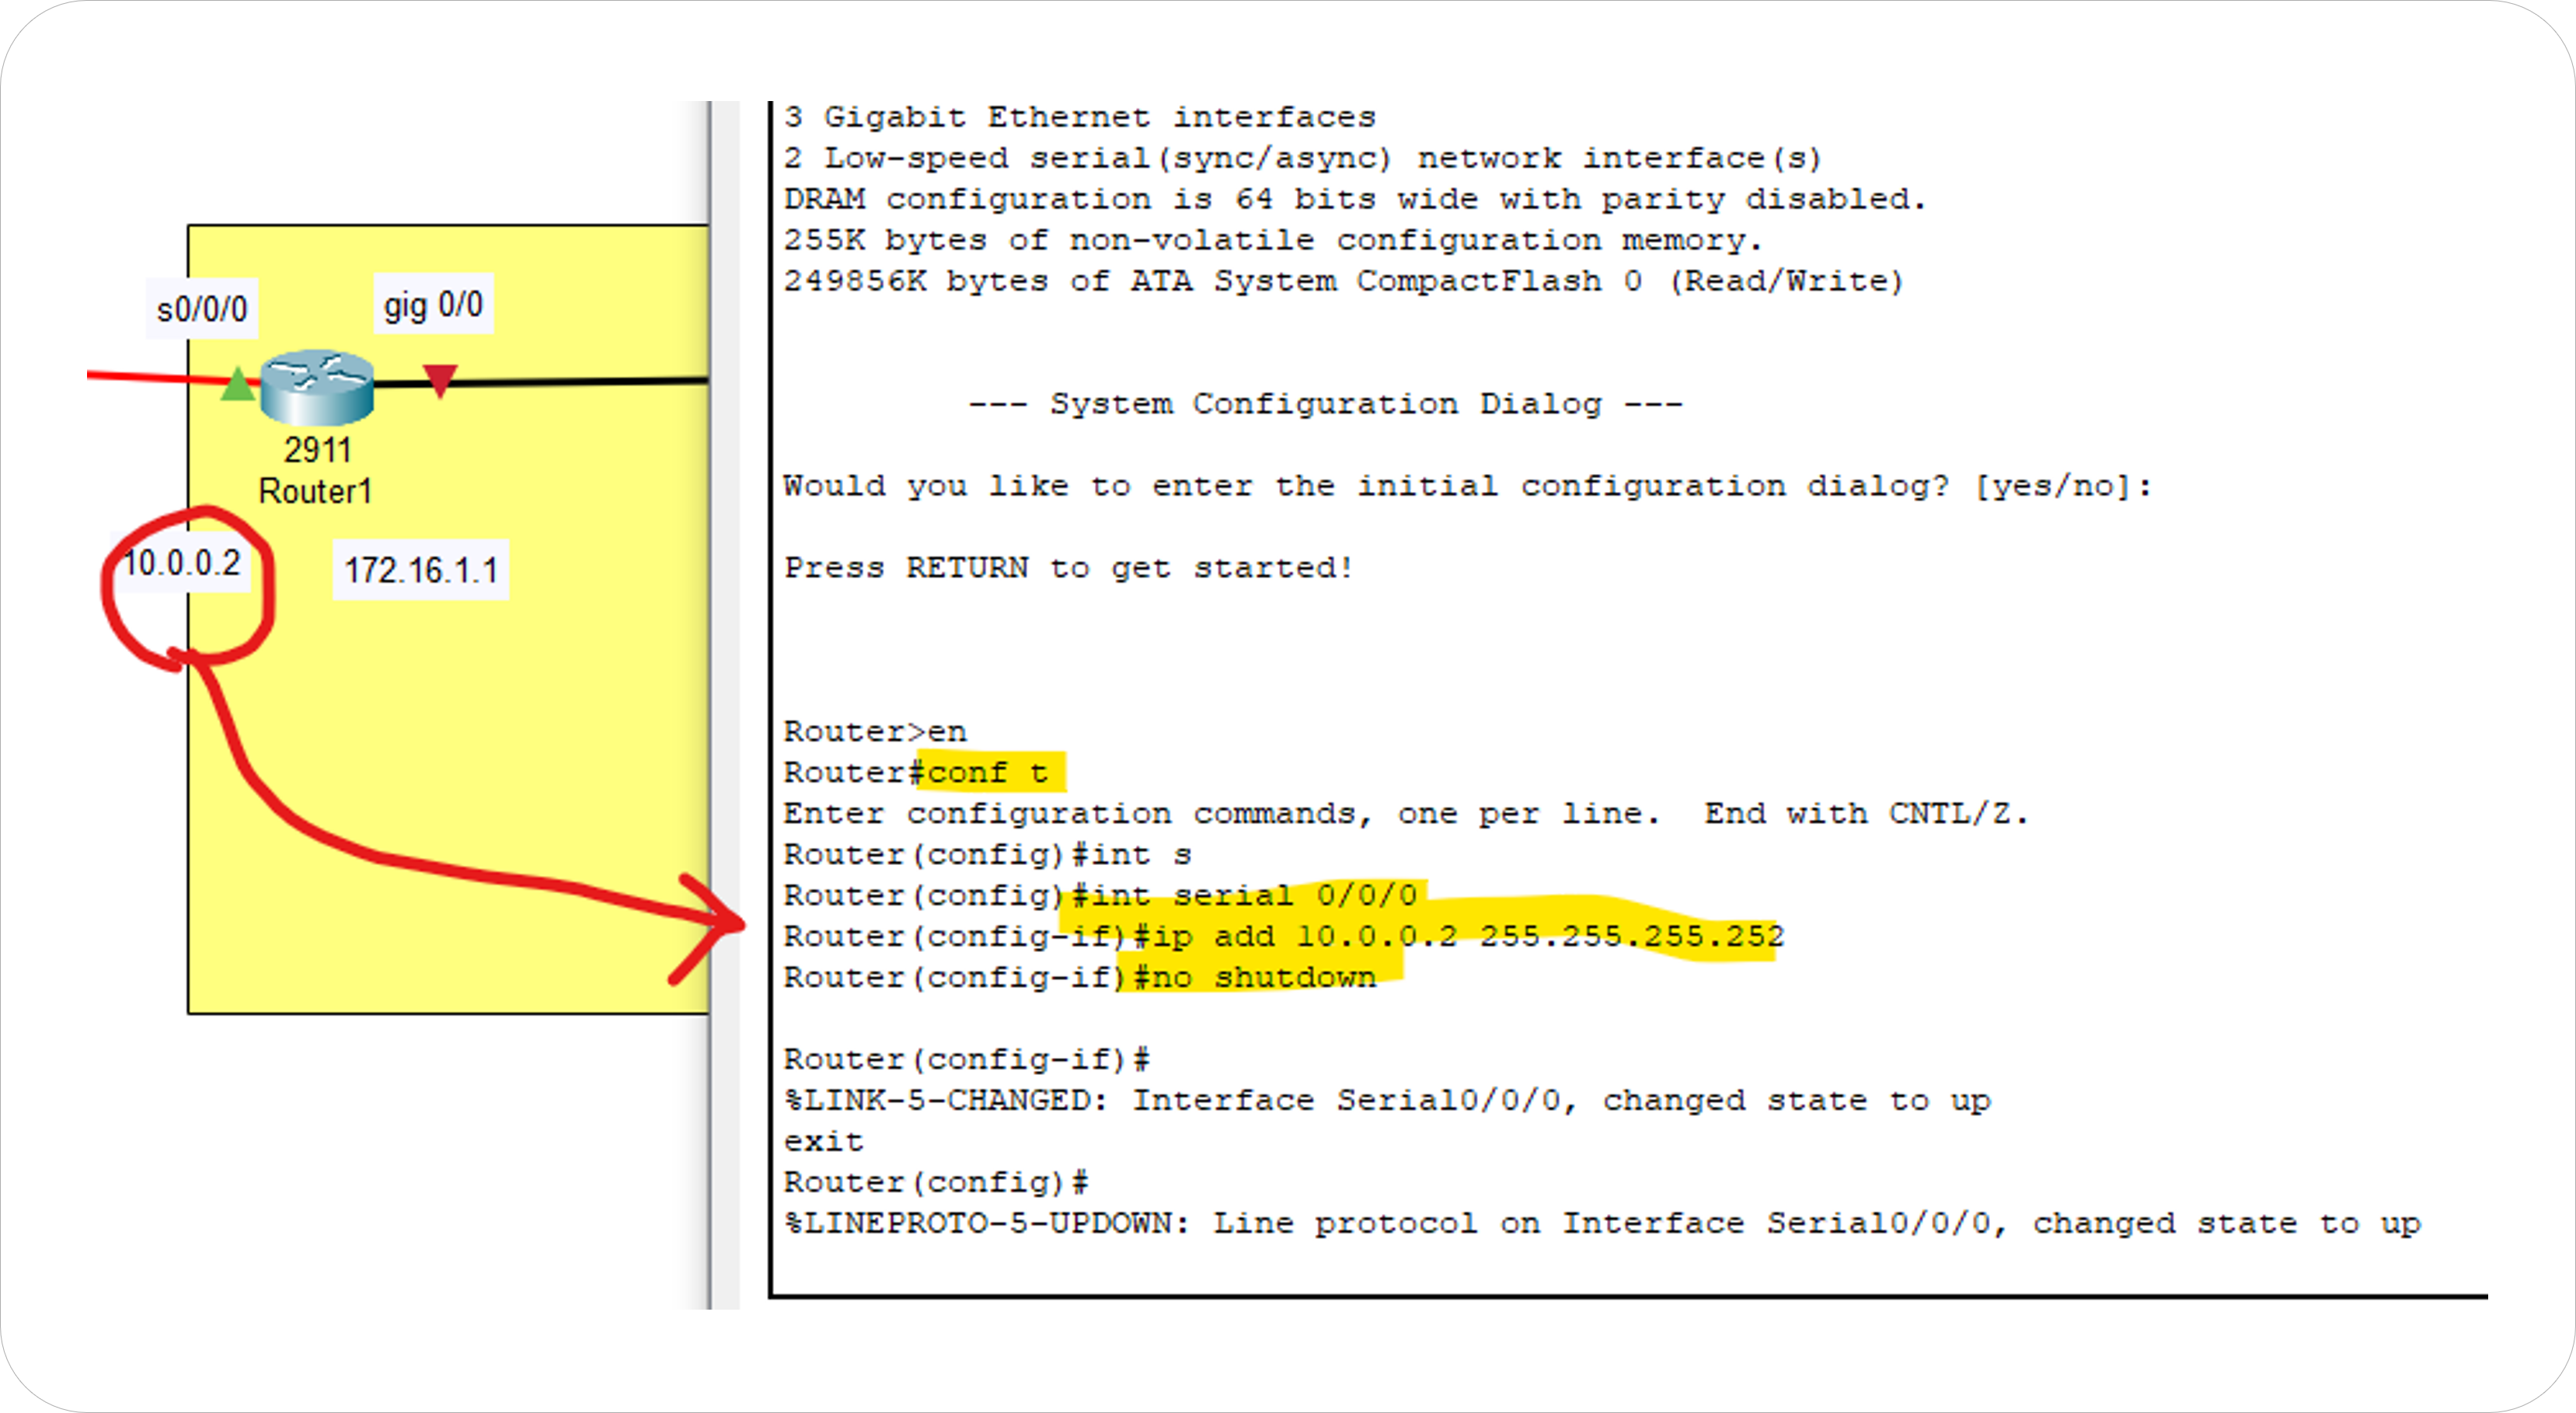 s0/0/0
gig 0/0
2911
Router1
10.0.0.2
172.16.1.1
3 Gigabit Ethernet interfaces
2 Low-speed serial(sync/async) network interface(s)
DRAM configuration is 64 bits wide with parity disabled.
255K bytes of non-volatile configuration memory.
249856K bytes of ATA System CompactFlash 0 (Read/Write)
--- System Configuration Dialog ---
Would you like to enter the initial configuration dialog? [yes/no]:
Press RETURN to get started!
Router>en
Router#conf t
Enter configuration commands, one per line.  End with CNTL/Z.
Router(config)#int s
Router(config)#int serial 0/0/0
Router(config-if)#ip add 10.0.0.2 255.255.255.252
Router(config-if)#no shutdown
Router(config-if)#
%LINK-5-CHANGED: Interface Serial0/0/0, changed state to up
exit
Router(config)#
%LINEPROTO-5-UPDOWN: Line protocol on Interface Serial0/0/0, changed state to up